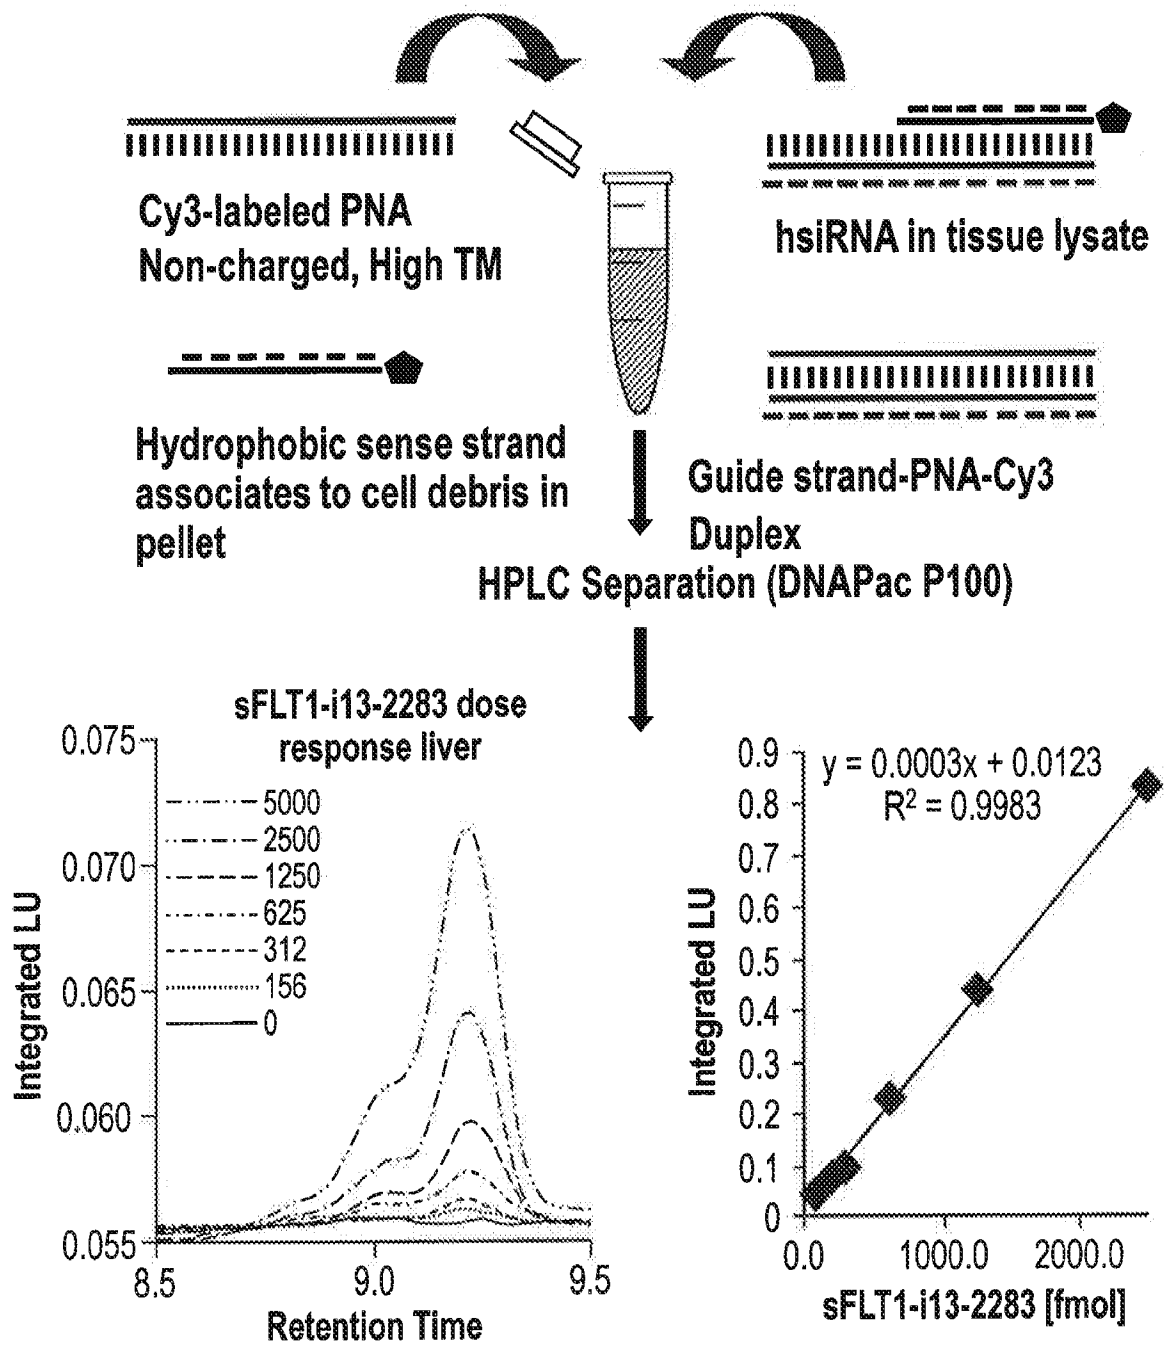 Cy3-labeled PNA
Non-charged, High TM
hsiRNA in tissue lysate
Hydrophobic sense strand
associates to cell debris in
pellet
Guide strand-PNA-Cy3
Duplex
HPLC Separation (DNAPac P100)
sFLT1-i13-2283 dose
response liver
0.075
0.070
0.065
0.060
0.055
Integrated LU
5000
2500
1250
625
312
156
0
8.5
9.0
9.5
Retention Time
y = 0.0003x + 0.0123
R² = 0.9983
0.9
0.8
0.7
0.6
0.5
0.4
0.3
0.2
0.1
0
Integrated LU
0.0
1000.0
2000.0
sFLT1-i13-2283 [fmol]